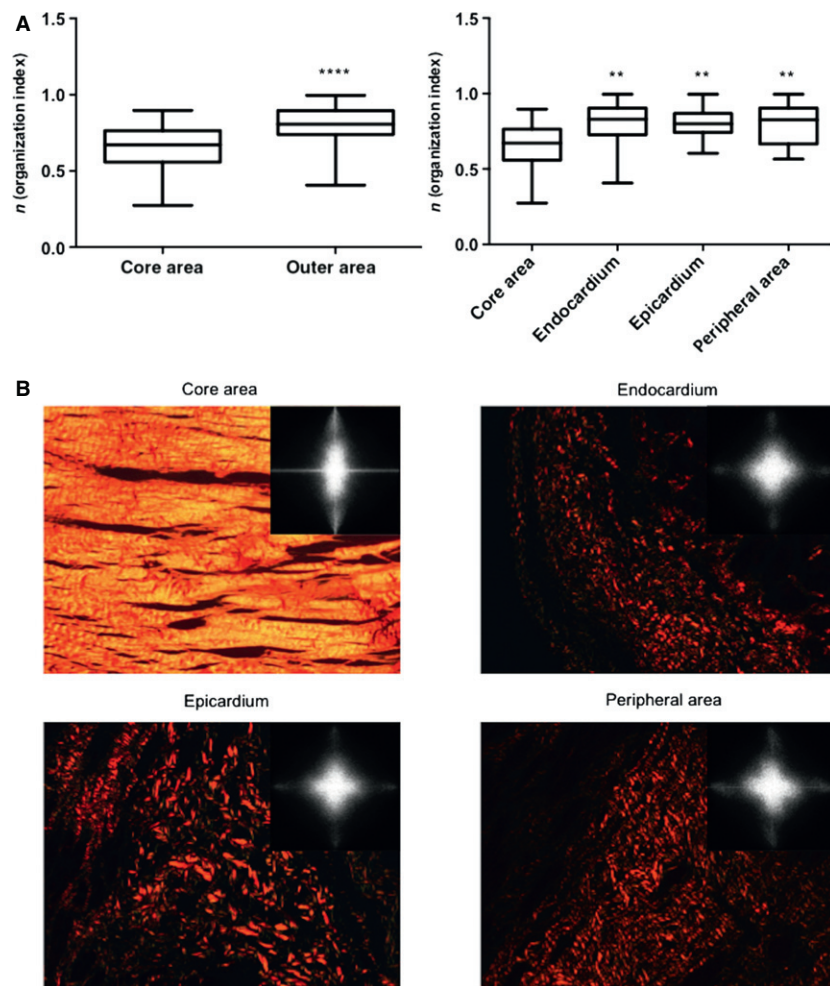 A
n (organization index)
1.5
1.0
0.5
0.0
****
Core area
Outer area
n (organization index)
1.5
1.0
0.5
0.0
**
**
**
Core area
Endocardium
Epicardium
Peripheral area
B
Core area
Endocardium
Epicardium
Peripheral area